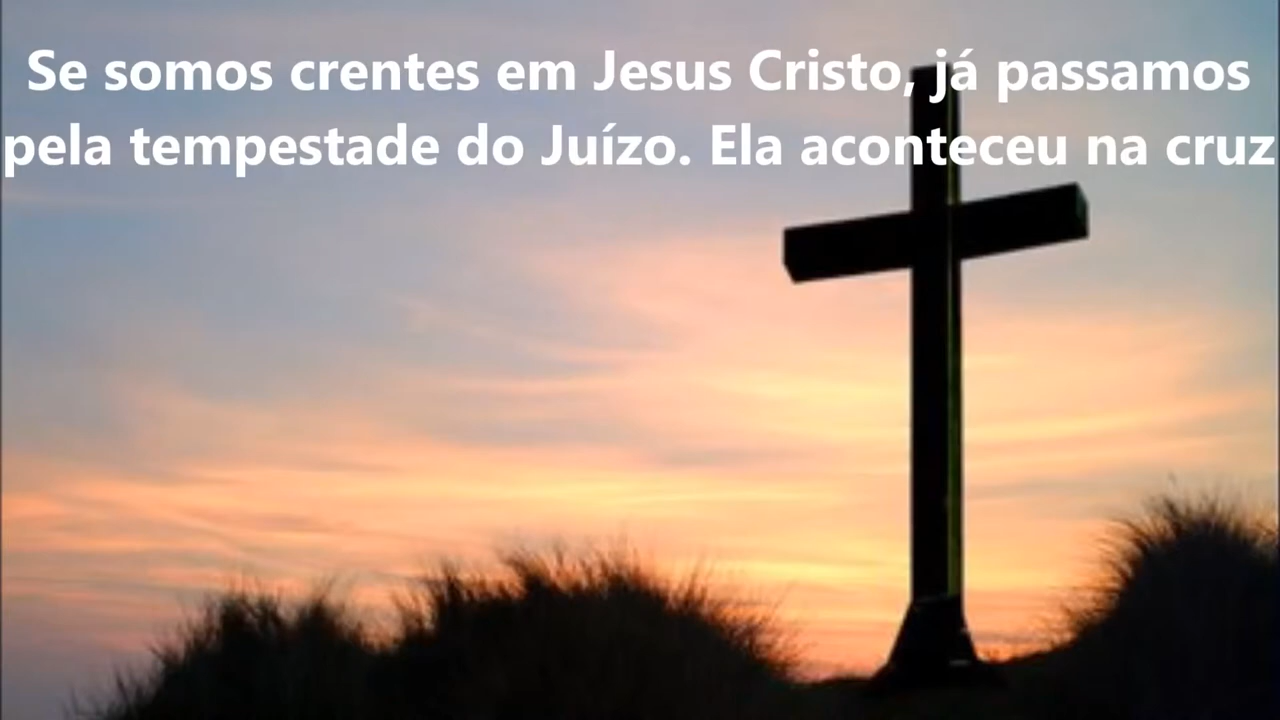 Se somos crentes em Jesus Cristo, já passamos
pela tempestade do Juízo. Ela aconteceu na cruz